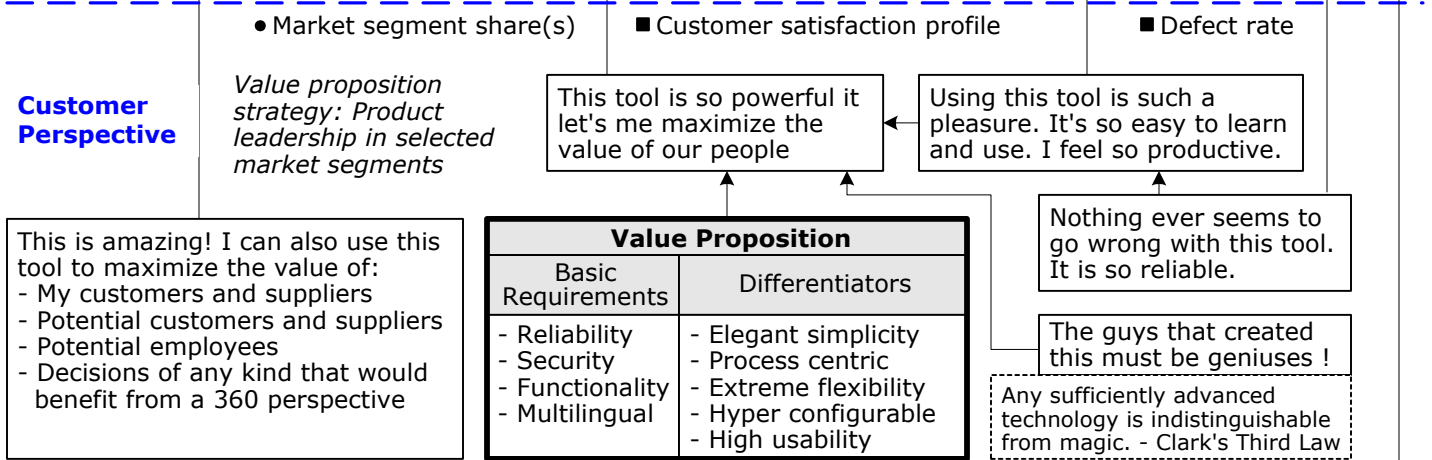 ● Market segment share(s)
■ Customer satisfaction profile
■ Defect rate
Customer
Perspective
Value proposition
strategy: Product
leadership in selected
market segments
This tool is so powerful it
let's me maximize the
value of our people
Using this tool is such a
pleasure. It's so easy to learn
and use. I feel so productive.
This is amazing! I can also use this
tool to maximize the value of:
- My customers and suppliers
- Potential customers and suppliers
- Potential employees
- Decisions of any kind that would
benefit from a 360 perspective
Value Proposition
Basic
Requirements
Differentiators
- Reliability
- Security
- Functionality
- Multilingual
- Elegant simplicity
- Process centric
- Extreme flexibility
- Hyper configurable
- High usability
Nothing ever seems to
go wrong with this tool.
It is so reliable.
The guys that created
this must be geniuses !
Any sufficiently advanced
technology is indistinguishable
from magic. - Clark's Third Law